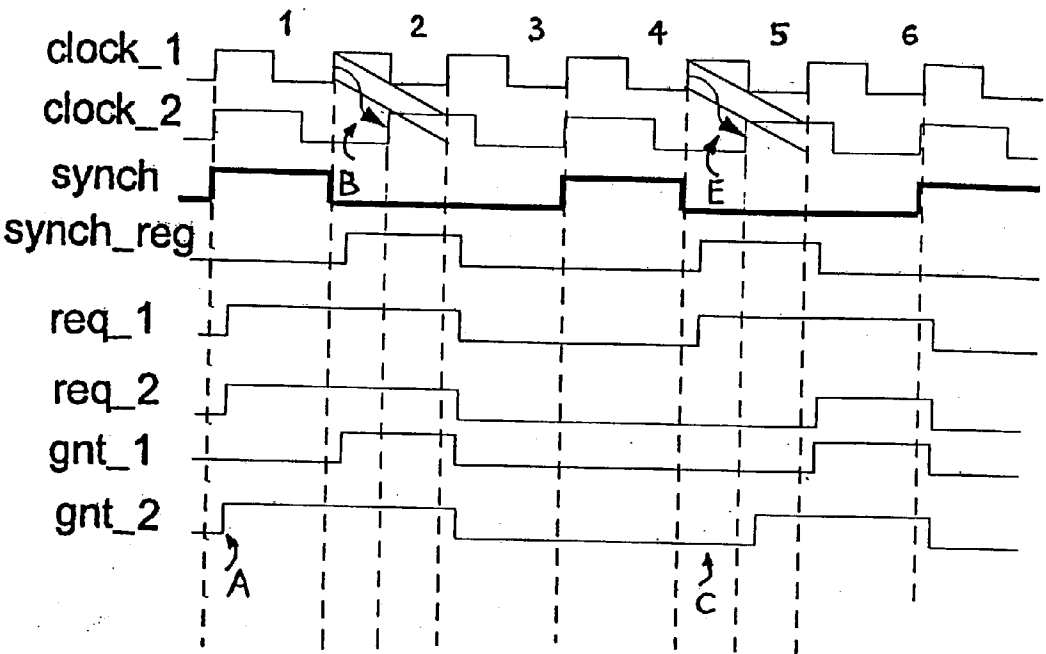 1 2 3 4 5 6
clock_1
clock_2
synch
B E
synch_reg
req_1
req_2
gnt_1
gnt_2
A C